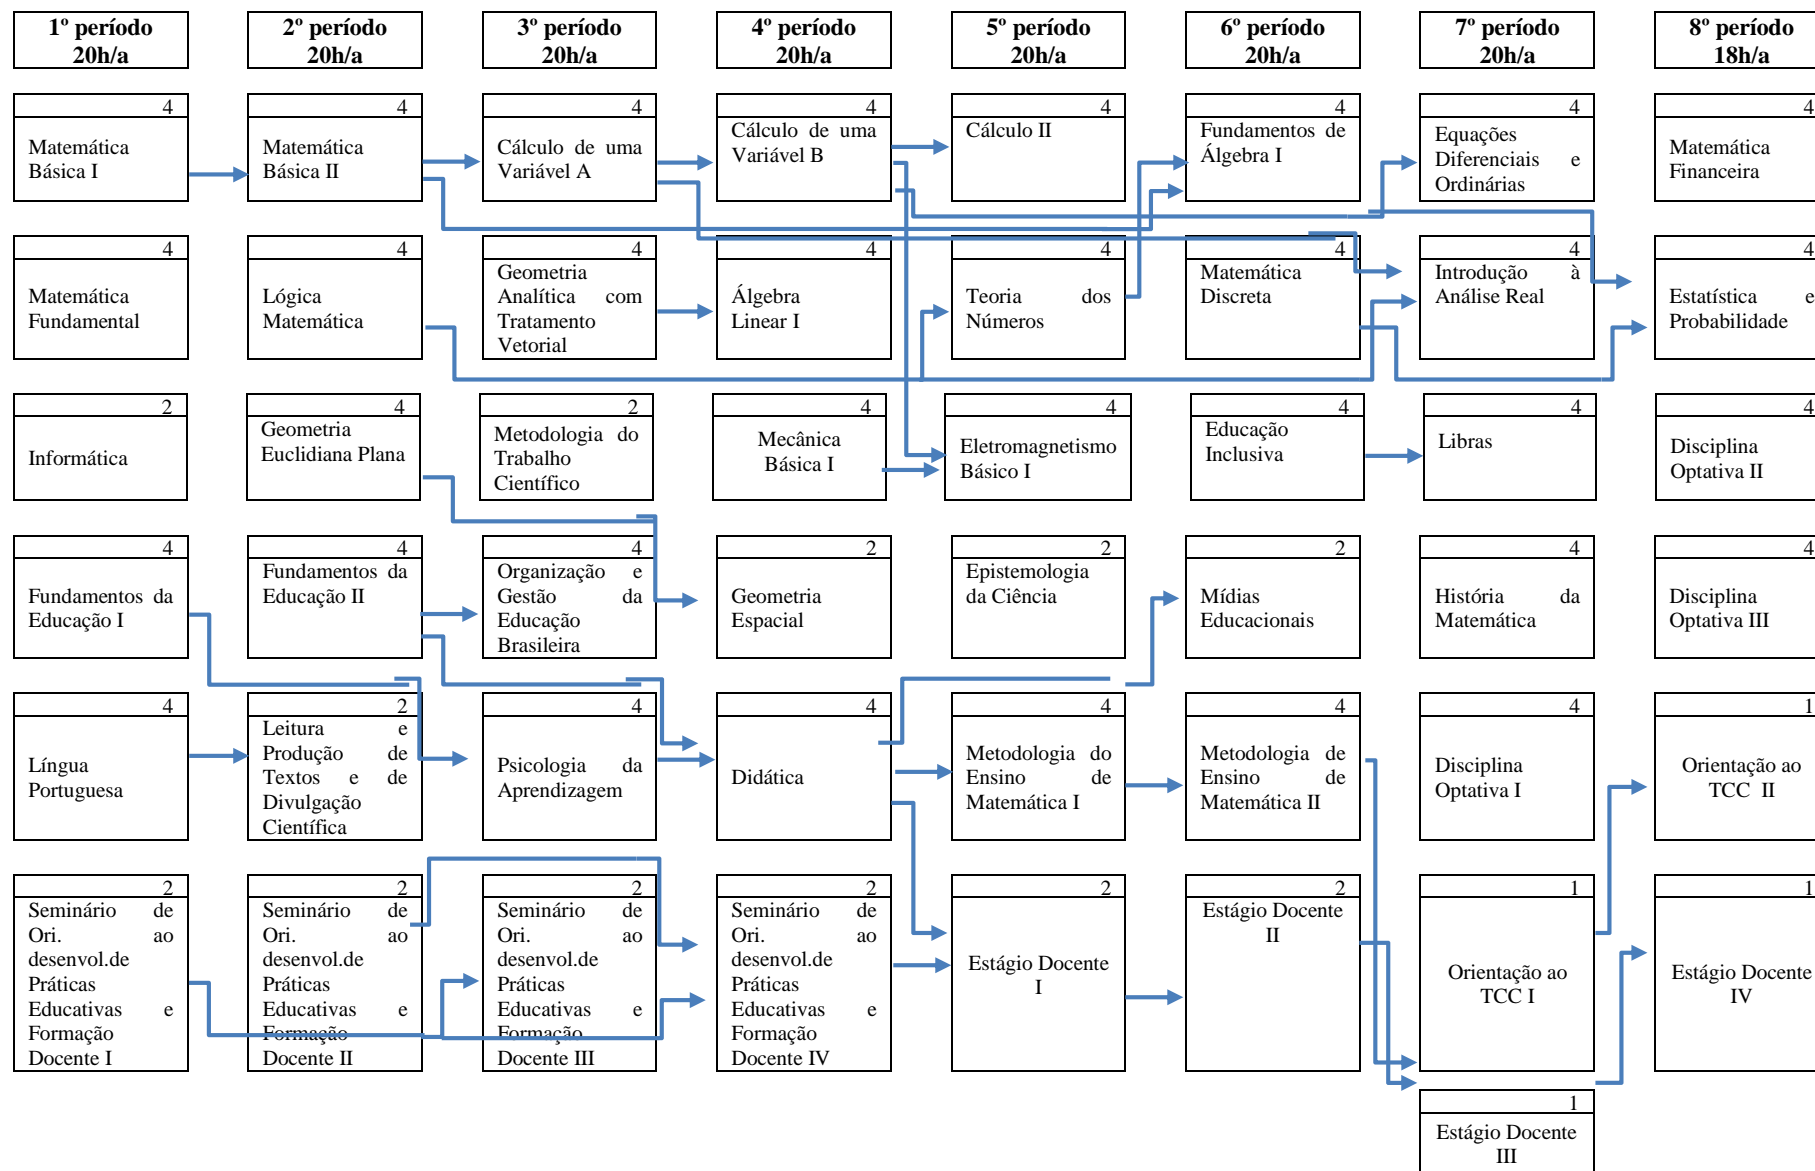 1º período
20h/a
2º período
20h/a
3º período
20h/a
4º período
20h/a
5º período
20h/a
6º período
20h/a
7º período
20h/a
8º período
18h/a
4
Matemática
Básica I
4
Matemática
Básica II
4
Cálculo de uma
Variável A
4
Cálculo de uma
Variável B
4
Cálculo II
4
Fundamentos de
Álgebra I
4
Equações
Diferenciais e
Ordinárias
4
Matemática
Financeira
4
Matemática
Fundamental
4
Lógica
Matemática
4
Geometria
Analítica com
Tratamento
Vetorial
4
Álgebra
Linear I
4
Teoria dos
Números
4
Matemática
Discreta
4
Introdução à
Análise Real
4
Estatística e
Probabilidade
2
Informática
4
Geometria
Euclidiana Plana
2
Metodologia do
Trabalho
Científico
4
Mecânica
Básica I
4
Eletromagnetismo
Básico I
4
Educação
Inclusiva
4
Libras
4
Disciplina
Optativa II
4
Fundamentos da
Educação I
4
Fundamentos da
Educação II
4
Organização e
Gestão da
Educação
Brasileira
2
Geometria
Espacial
2
Epistemologia
da Ciência
2
Mídias
Educacionais
4
História da
Matemática
4
Disciplina
Optativa III
4
Língua
Portuguesa
2
Leitura e
Produção de
Textos e de
Divulgação
Científica
4
Psicologia da
Aprendizagem
4
Didática
4
Metodologia do
Ensino de
Matemática I
4
Metodologia de
Ensino de
Matemática II
4
Disciplina
Optativa I
1
Orientação ao
TCC II
2
Seminário de
Ori. ao
desenvol.de
Práticas
Educativas e
Formação
Docente I
2
Seminário de
Ori. ao
desenvol.de
Práticas
Educativas e
Formação
Docente II
2
Seminário de
Ori. ao
desenvol.de
Práticas
Educativas e
Formação
Docente III
2
Seminário de
Ori. ao
desenvol.de
Práticas
Educativas e
Formação
Docente IV
2
Estágio Docente
I
2
Estágio Docente
II
1
Orientação ao
TCC I
1
Estágio Docente
IV
1
Estágio Docente
III